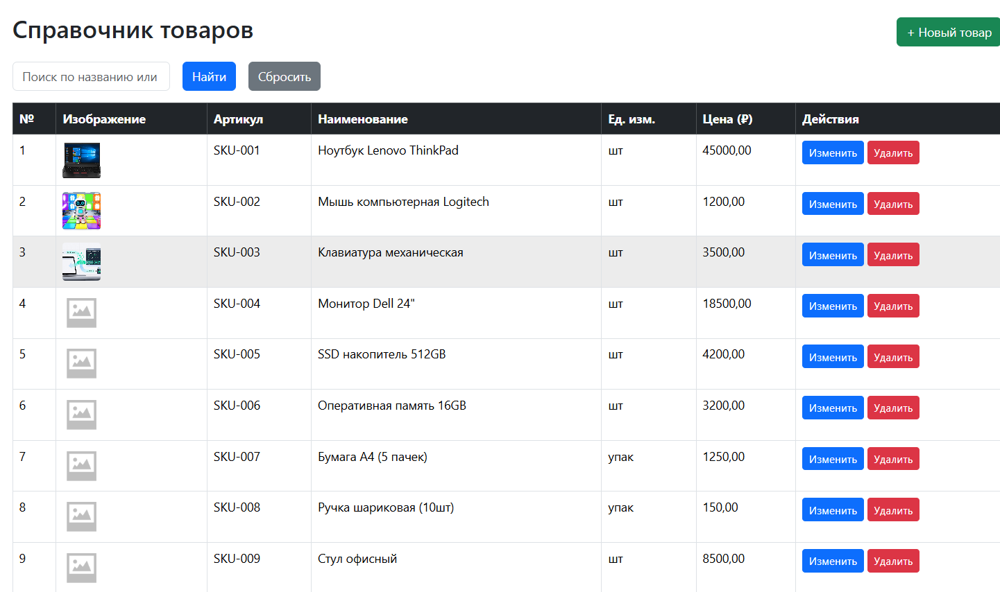 Справочник товаров
+ Новый товар
Поиск по названию или
Найти
Сбросить
№ Изображение Артикул Наименование Ед. изм. Цена (₽) Действия
1 SKU-001 Ноутбук Lenovo ThinkPad шт 45000,00 Изменить Удалить
2 SKU-002 Мышь компьютерная Logitech шт 1200,00 Изменить Удалить
3 SKU-003 Клавиатура механическая шт 3500,00 Изменить Удалить
4 SKU-004 Монитор Dell 24" шт 18500,00 Изменить Удалить
5 SKU-005 SSD накопитель 512GB шт 4200,00 Изменить Удалить
6 SKU-006 Оперативная память 16GB шт 3200,00 Изменить Удалить
7 SKU-007 Бумага А4 (5 пачек) упак 1250,00 Изменить Удалить
8 SKU-008 Ручка шариковая (10шт) упак 150,00 Изменить Удалить
9 SKU-009 Стул офисный шт 8500,00 Изменить Удалить